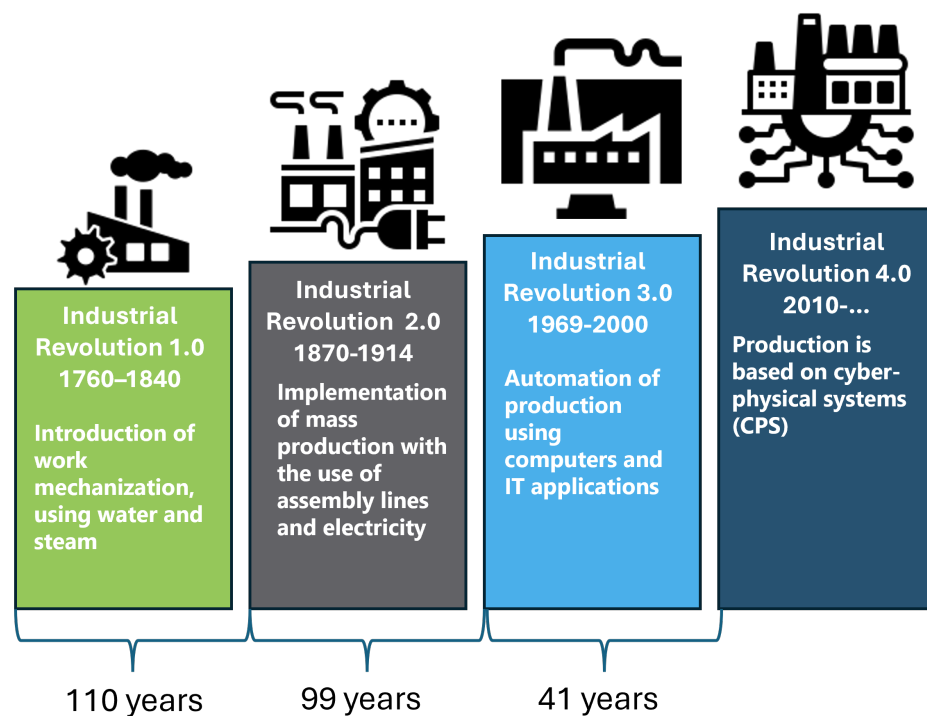 Industrial
Revolution 1.0
1760–1840
Introduction of
work
mechanization,
using water and
steam
Industrial
Revolution 2.0
1870-1914
Implementation
of mass
production with
the use of
assembly lines
and electricity
Industrial
Revolution 3.0
1969-2000
Automation of
production
using
computers and
IT applications
Industrial
Revolution 4.0
2010-...
Production is
based on cyber-
physical systems
(CPS)
110 years
99 years
41 years